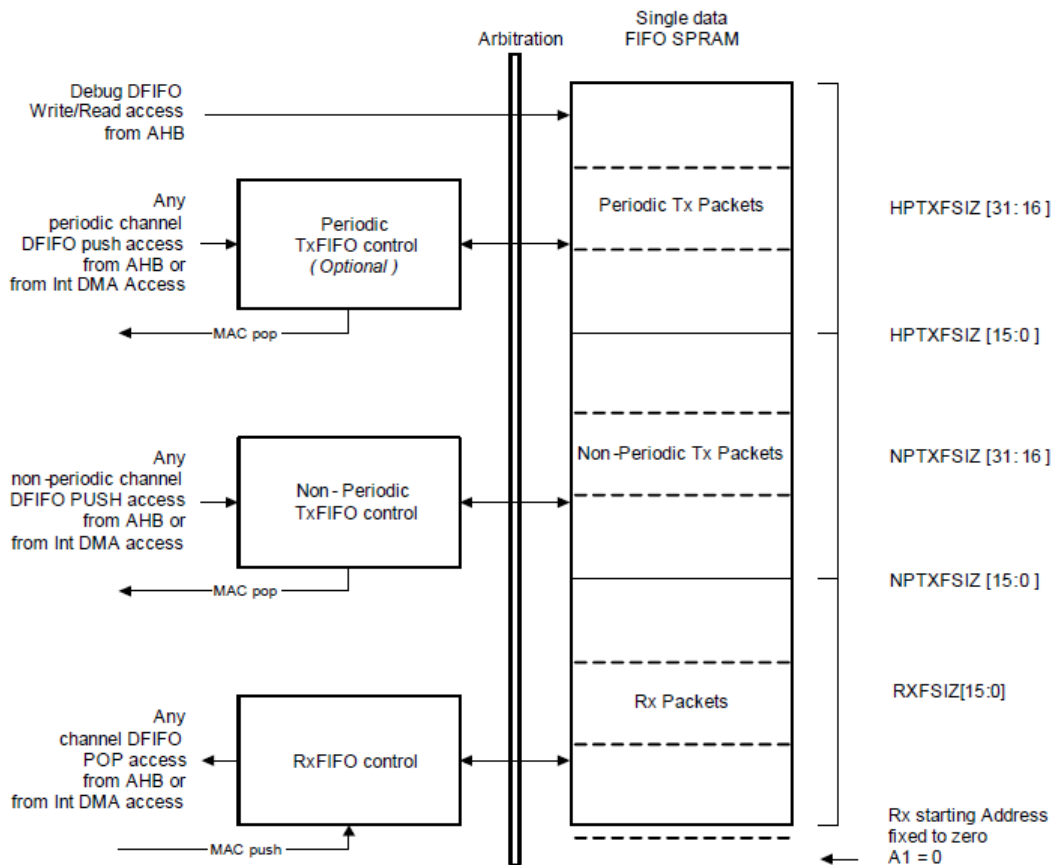 Single data
FIFO SPRAM
Arbitration
Debug DFIFO
Write/Read access
from AHB
Any
periodic channel
DFIFO push access
from AHB or
from Int DMA Access
Periodic
TxFIFO control
( Optional )
MAC pop
Periodic Tx Packets
HPTXFSIZ [31: 16 ]
HPTXFSIZ [15:0 ]
Any
non-periodic channel
DFIFO PUSH access
from AHB or
from Int DMA access
Non - Periodic
TxFIFO control
MAC pop
Non -Periodic Tx Packets
NPTXFSIZ [31: 16 ]
NPTXFSIZ [15:0 ]
Any
channel DFIFO
POP access
from AHB or
from Int DMA access
RxFIFO control
MAC push
Rx Packets
RXFSIZ[15:0]
Rx starting Address
fixed to zero
A1 = 0